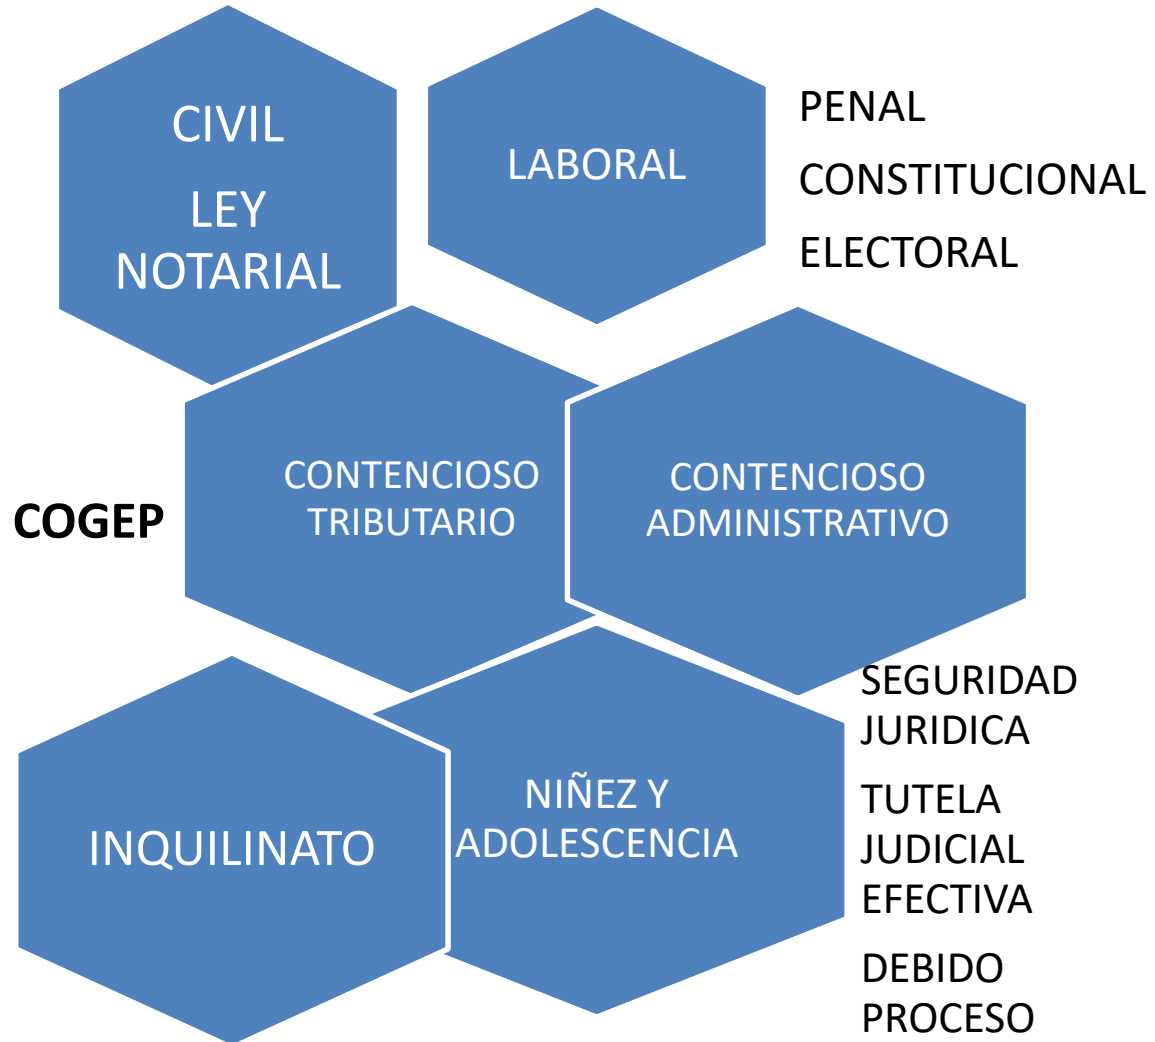 CIVIL
LEY
NOTARIAL
LABORAL
PENAL
CONSTITUCIONAL
ELECTORAL
COGEP
CONTENCIOSO
TRIBUTARIO
CONTENCIOSO
ADMINISTRATIVO
INQUILINATO
NIÑEZ Y
ADOLESCENCIA
SEGURIDAD
JURIDICA
TUTELA
JUDICIAL
EFECTIVA
DEBIDO
PROCESO